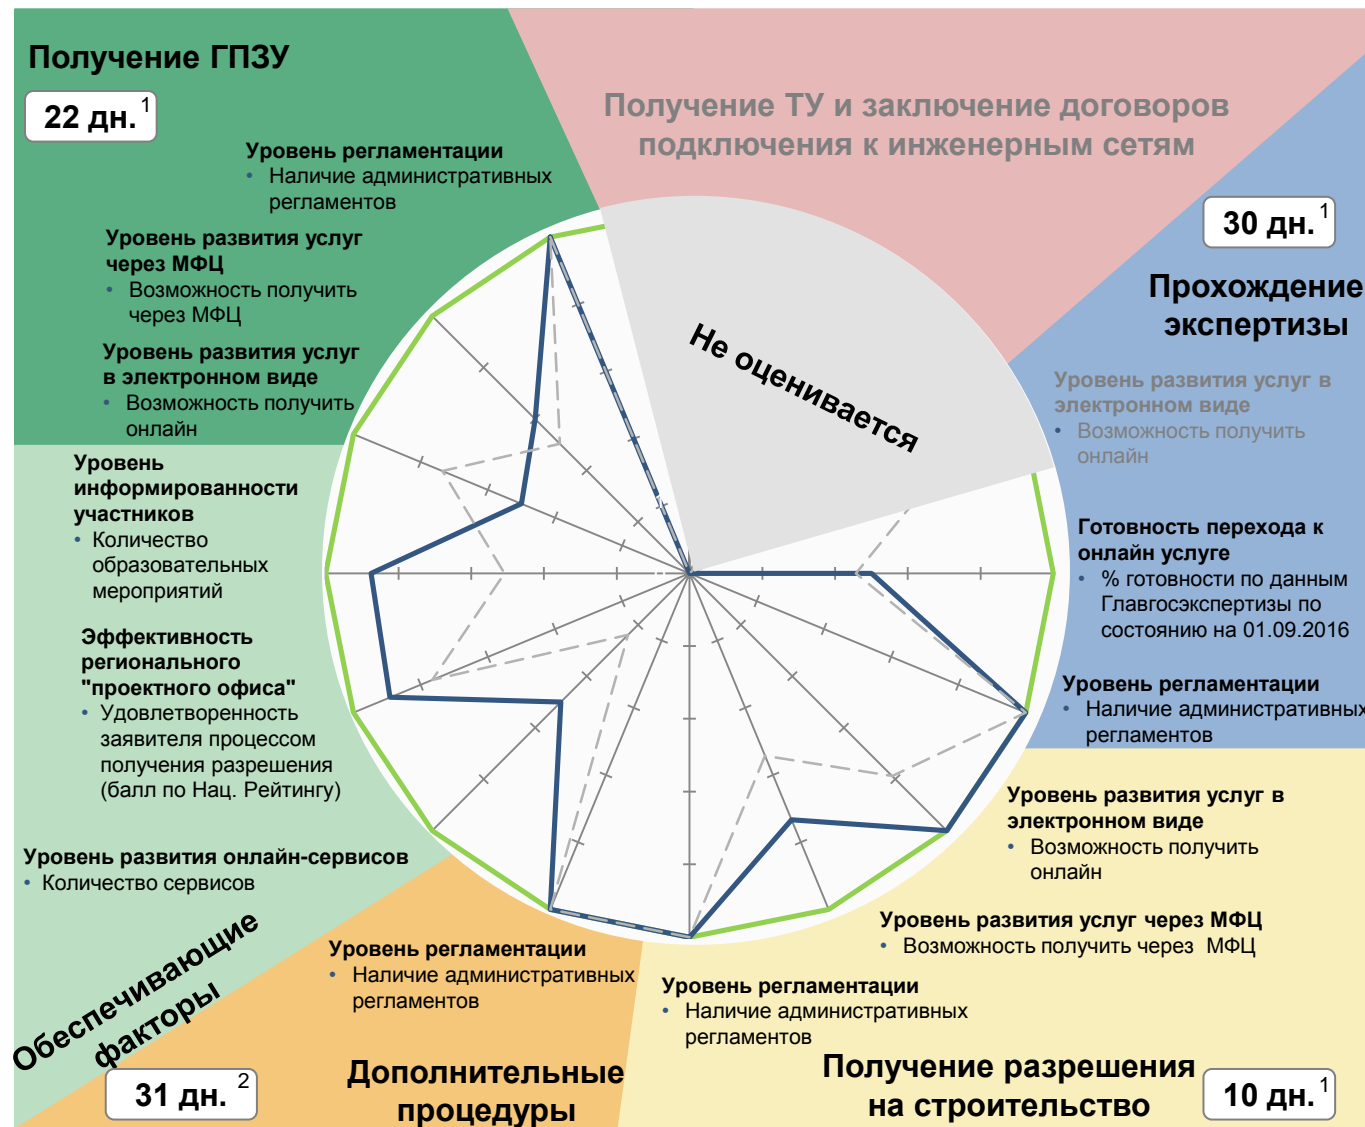 Получение ГПЗУ
22 дн. 1
Уровень регламентации
• Наличие административных
регламентов
Уровень развития услуг
через МФЦ
• Возможность получить
через МФЦ
Уровень развития услуг
в электронном виде
• Возможность получить
онлайн
Получение ТУ и заключение договоров
подключения к инженерным сетям
Не оценивается
30 дн. 1
Прохождение
экспертизы
Уровень развития услуг в
электронном виде
• Возможность получить
онлайн
Готовность перехода к
онлайн услуге
• % готовности по данным
Главгосэкспертизы по
состоянию на 01.09.2016
Уровень регламентации
• Наличие административных
регламентов
Уровень развития услуг в
электронном виде
• Возможность получить
онлайн
Уровень развития услуг через МФЦ
• Возможность получить через МФЦ
Уровень регламентации
• Наличие административных
регламентов
Получение разрешения
на строительство
10 дн. 1
Уровень регламентации
• Наличие административных
регламентов
Дополнительные
процедуры
31 дн. 2
Уровень
информированности
участников
• Количество
образовательных
мероприятий
Эффективность
регионального
"проектного офиса"
• Удовлетворенность
заявителя процессом
получения разрешения
(балл по Нац. Рейтингу)
Уровень развития онлайн-сервисов
• Количество сервисов
Обеспечивающие
факторы